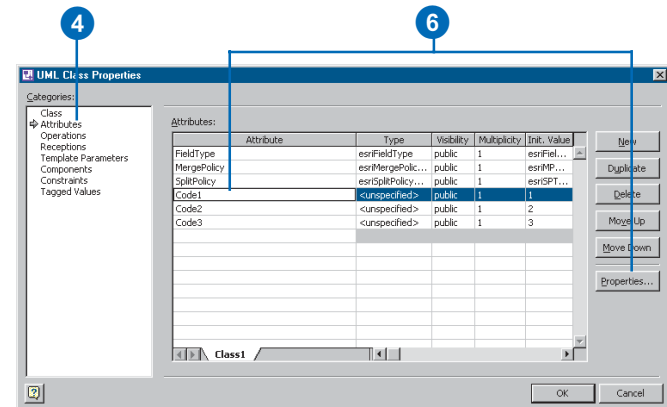 4
6
UML Class Properties
Categories:
Class
Attributes
Operations
Receptions
Template Parameters
Components
Constraints
Tagged Values
Attributes:
Attribute Type Visibility Multiplicity Init. Value
FieldType esriFieldType public 1 esriFiel...
MergePolicy esriMergePolic... public 1 esriMP...
SplitPolicy esriSplitPolicy... public 1 esriSPT...
Code1 <unspecified> public 1 1
Code2 <unspecified> public 1 2
Code3 <unspecified> public 1 3
Class1
New
Duplicate
Delete
Move Up
Move Down
Properties...
?
OK
Cancel